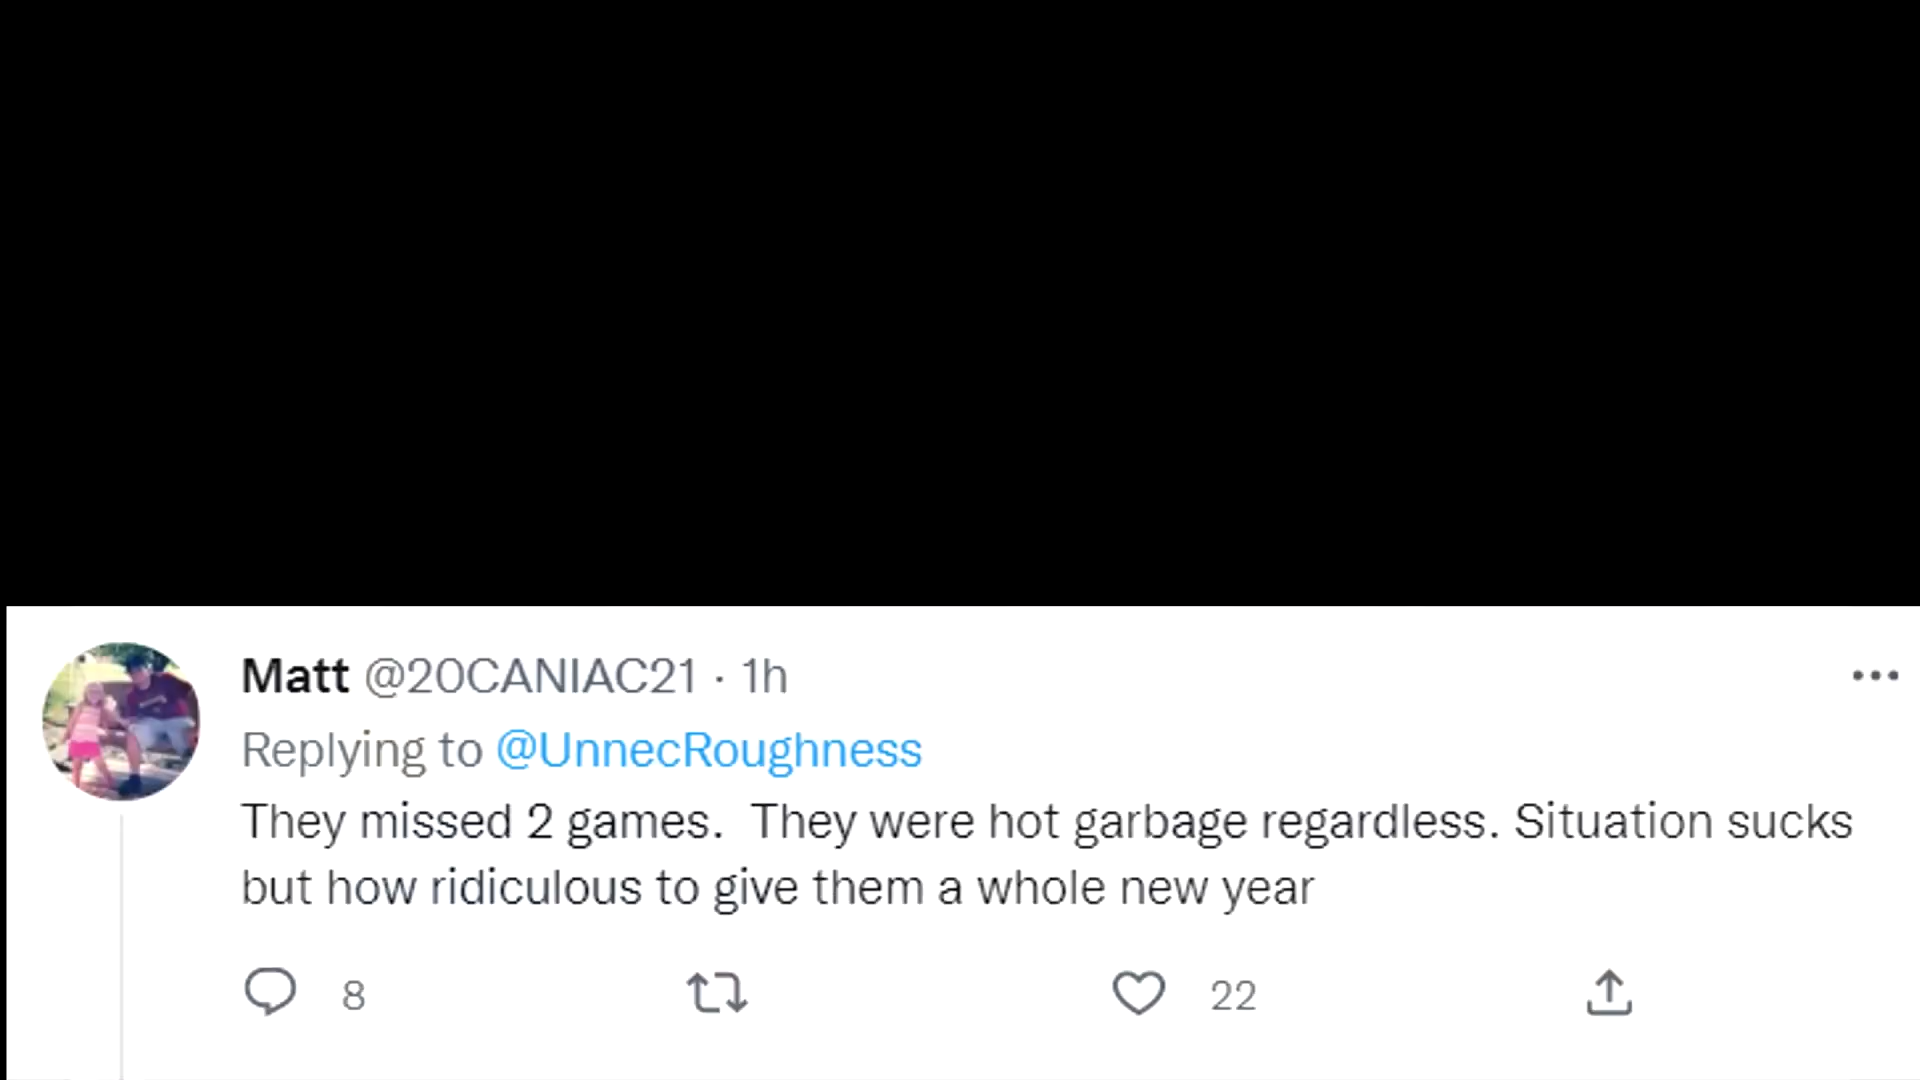 Matt @20CANIAC21 · 1h
Replying to @UnnecRoughness
They missed 2 games.  They were hot garbage regardless. Situation sucks
but how ridiculous to give them a whole new year
8 22